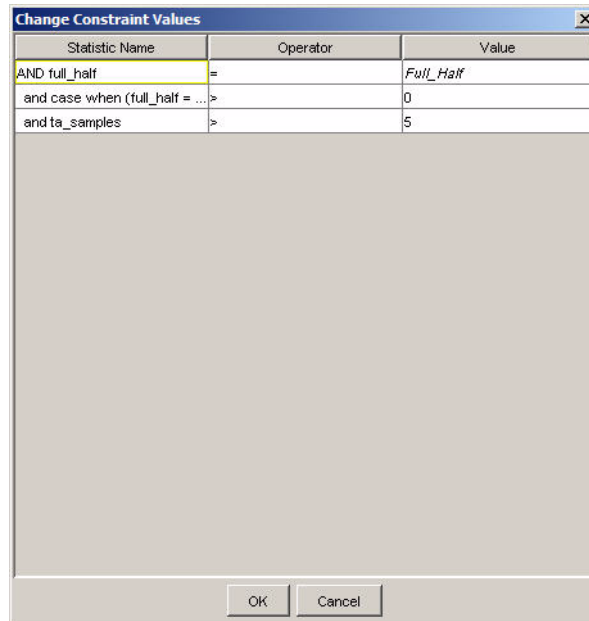 Change Constraint Values
Statistic Name Operator Value
AND full_half = Full_Half
and case when (full_half = ... > 0
and ta_samples > 5
OK Cancel